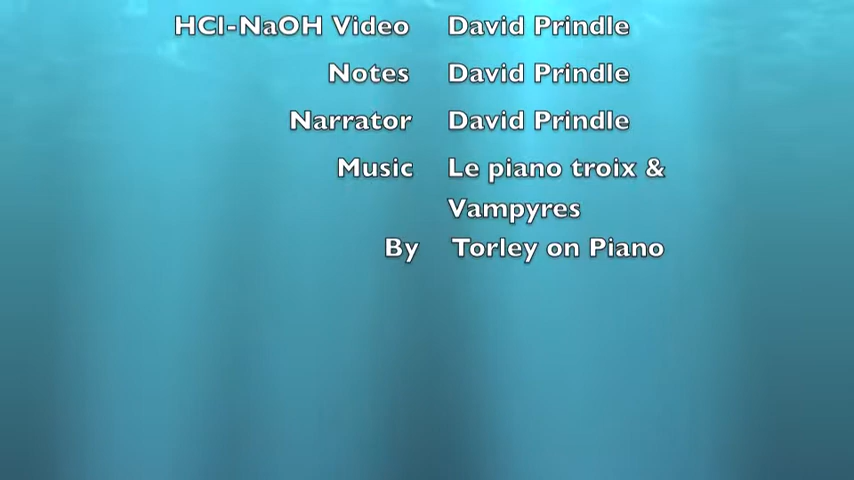 HCl-NaOH Video David Prindle
Notes David Prindle
Narrator David Prindle
Music Le piano troix &
Vampyres
By Torley on Piano